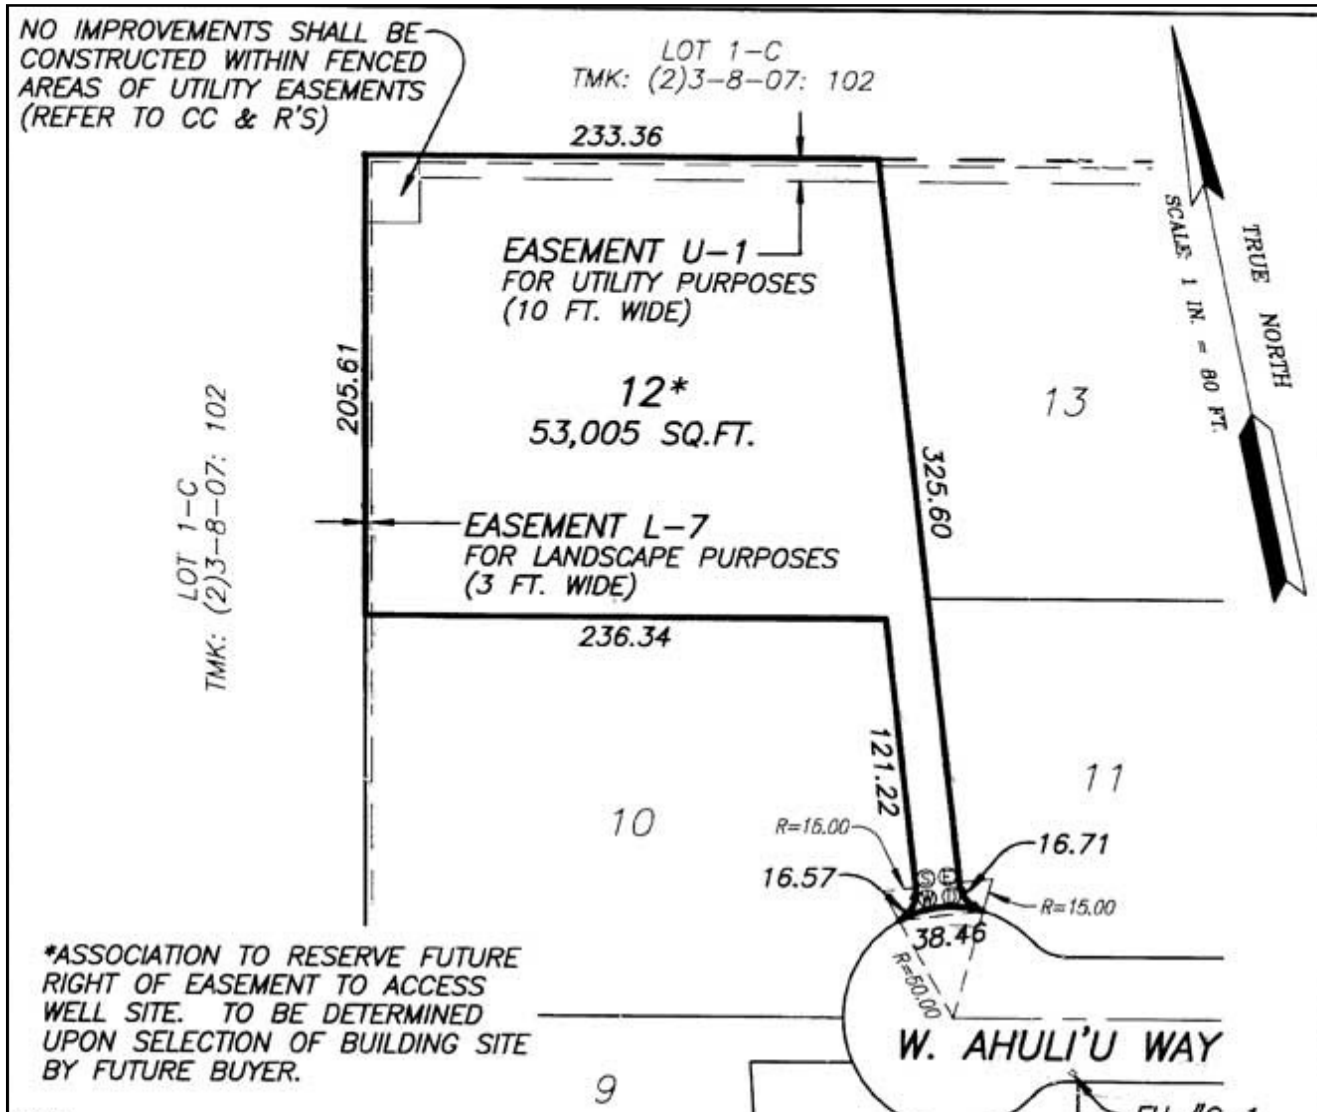 NO IMPROVEMENTS SHALL BE
CONSTRUCTED WITHIN FENCED
AREAS OF UTILITY EASEMENTS
(REFER TO CC & R'S)
LOT 1-C
TMK: (2)3-8-07: 102
233.36
TRUE NORTH
SCALE: 1 IN. = 80 FT.
EASEMENT U-1
FOR UTILITY PURPOSES
(10 FT. WIDE)
205.61
12*
53,005 SQ.FT.
13
LOT 1-C
TMK: (2)3-8-07: 102
325.60
EASEMENT L-7
FOR LANDSCAPE PURPOSES
(3 FT. WIDE)
236.34
121.22
11
10
R=15.00
16.71
16.57
S
E
W
T
R=15.00
38.46
R=50.00
*ASSOCIATION TO RESERVE FUTURE
RIGHT OF EASEMENT TO ACCESS
WELL SITE. TO BE DETERMINED
UPON SELECTION OF BUILDING SITE
BY FUTURE BUYER.
W. AHULI'U WAY
9